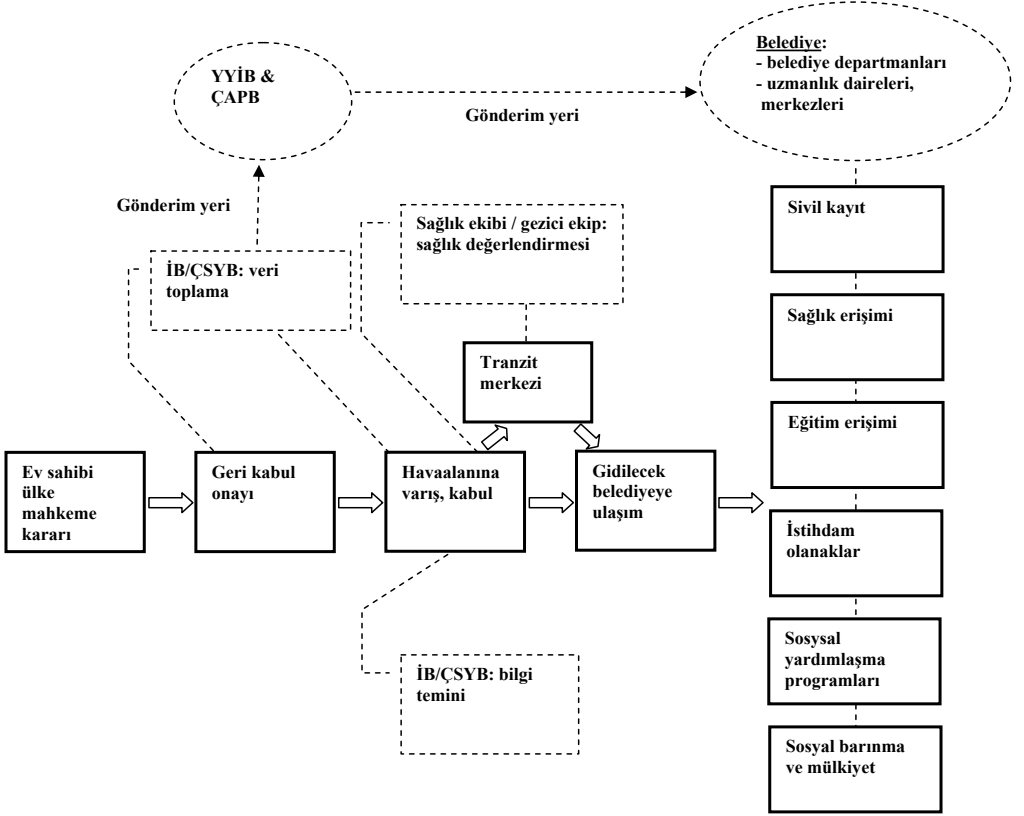 YYİB &
ÇAPB
Belediye:
- belediye departmanları
- uzmanlık daireleri,
merkezleri
Gönderim yeri
Gönderim yeri
Sağlık ekibi / gezici ekip:
sağlık değerlendirmesi
İB/ÇSYB: veri
toplama
Tranzit
merkezi
Ev sahibi
ülke
mahkeme
kararı
Geri kabul
onayı
Havaalanına
varış, kabul
Gidilecek
belediyeye
ulaşım
İB/ÇSYB: bilgi
temini
Sivil kayıt
Sağlık erişimi
Eğitim erişimi
İstihdam
olanaklar
Sosysal
yardımlaşma
programları
Sosyal barınma
ve mülkiyet